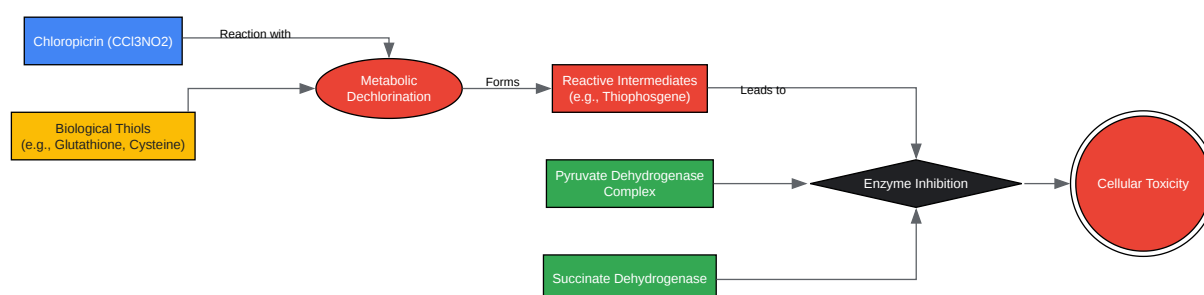 Chloropicrin (CCl3NO2)
Reaction with
Biological Thiols
(e.g., Glutathione, Cysteine)
Metabolic
Dechlorination
Forms
Reactive Intermediates
(e.g., Thiophosgene)
Leads to
Pyruvate Dehydrogenase
Complex
Succinate Dehydrogenase
Enzyme Inhibition
Cellular Toxicity